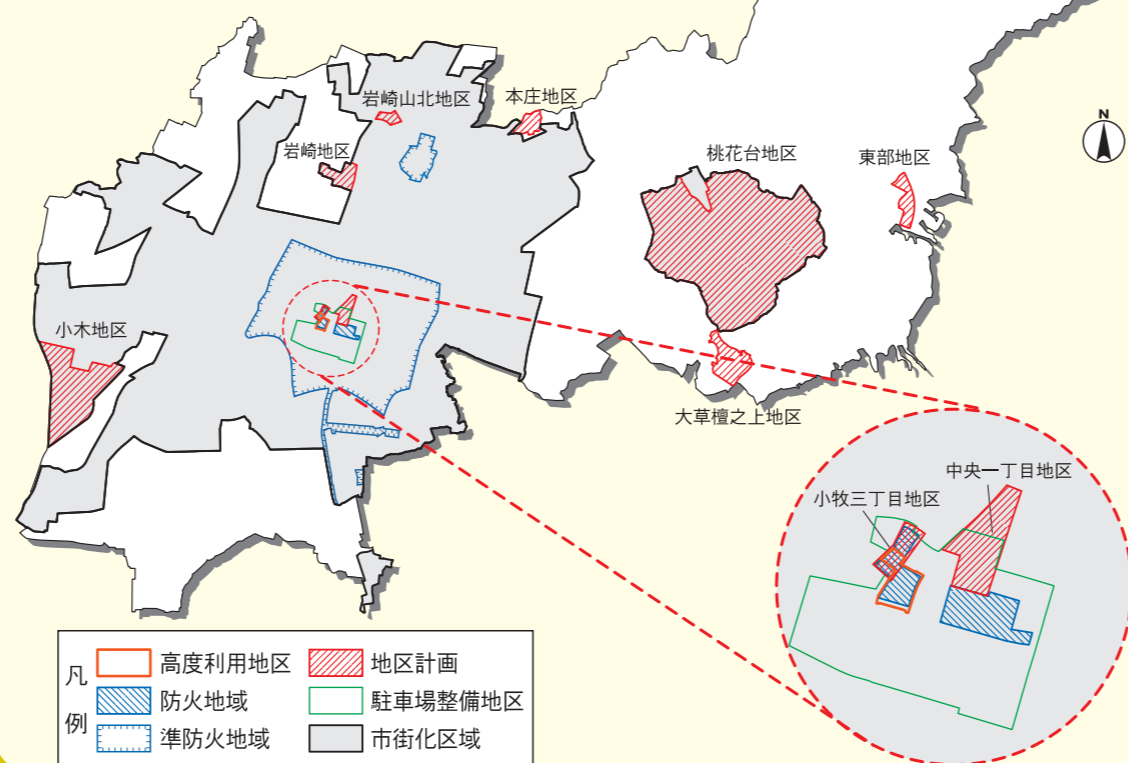 岩崎山北地区
本庄地区
N
岩崎地区
桃花台地区
東部地区
小木地区
大草檀之上地区
中央一丁目地区
小牧三丁目地区
凡例
高度利用地区
地区計画
防火地域
駐車場整備地区
準防火地域
市街化区域